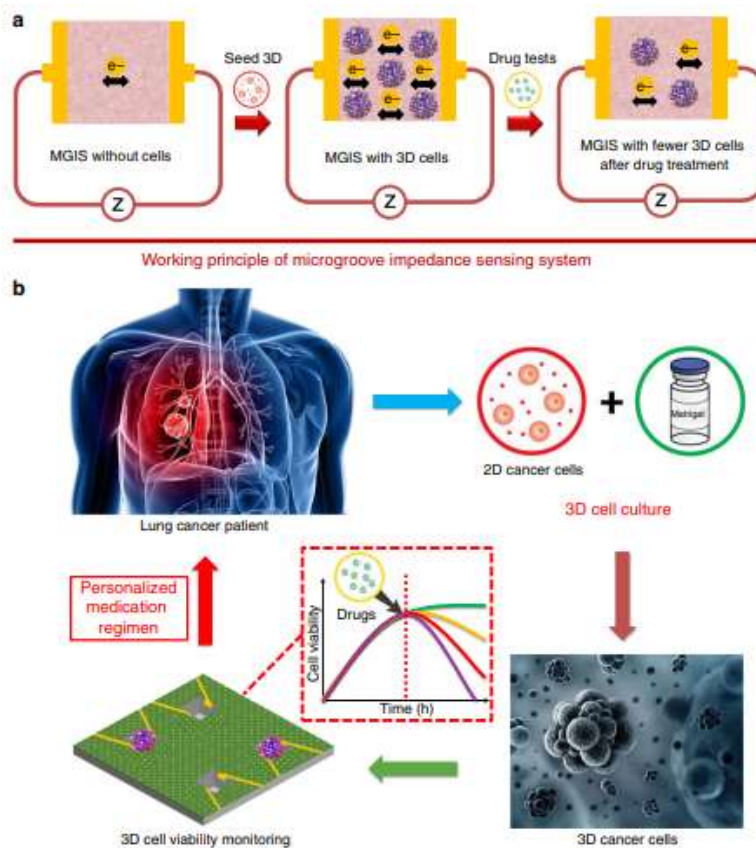 a
Seed 3D
Drug tests
e–
e–
e–
e–
e–
e–
e–
e–
MGIS without cells
MGIS with 3D cells
MGIS with fewer 3D cells
after drug treatment
Z
Z
Z
Working principle of microgroove impedance sensing system
b
+
Matrigel
2D cancer cells
Lung cancer patient
3D cell culture
Personalized
medication
regimen
Drugs
Cell viability
Time (h)
3D cell viability monitoring
3D cancer cells